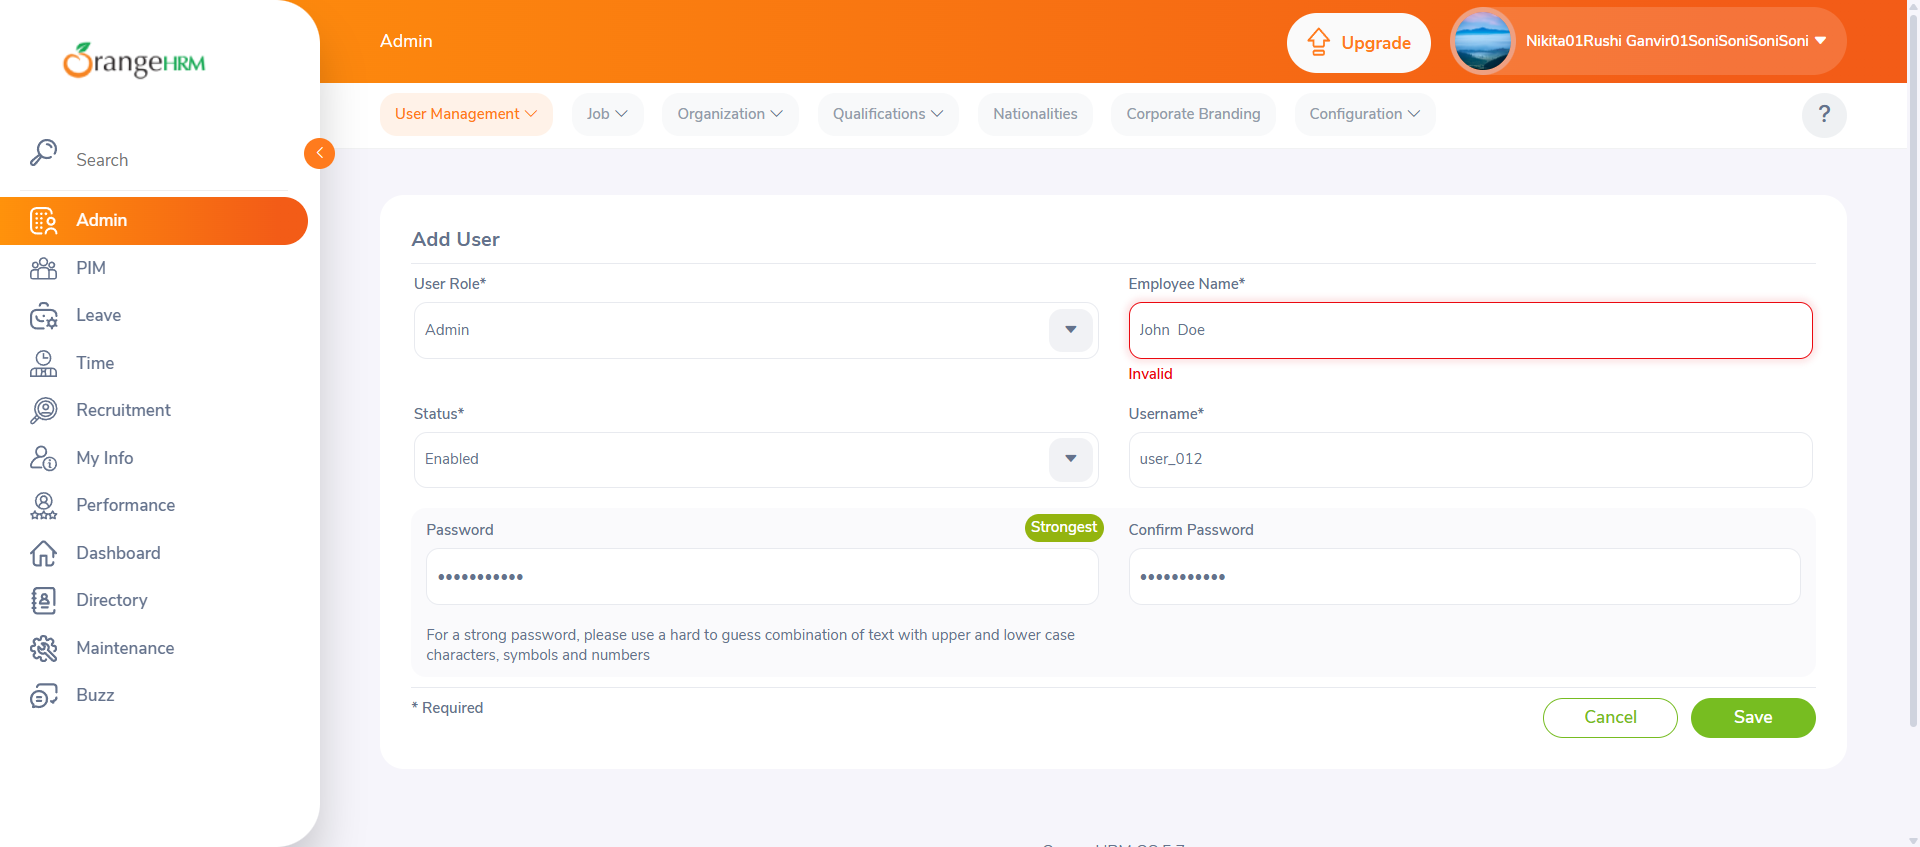 OrangeHRM
Admin
Upgrade
Nikita01Rushi Ganvir01SoniSoniSoniSoni
User Management
Job
Organization
Qualifications
Nationalities
Corporate Branding
Configuration
?
Search
Admin
PIM
Leave
Time
Recruitment
My Info
Performance
Dashboard
Directory
Maintenance
Buzz
Add User
User Role*
Admin
Employee Name*
John  Doe
Invalid
Status*
Enabled
Username*
user_012
Password
Strongest
•••••••••••
Confirm Password
•••••••••••
For a strong password, please use a hard to guess combination of text with upper and lower case
characters, symbols and numbers
* Required
Cancel
Save